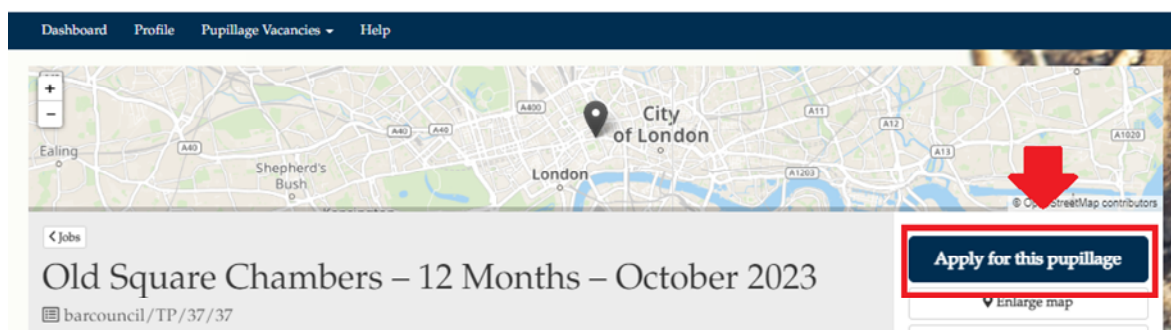 Dashboard Profile Pupillage Vacancies Help
+
−
A400
City
of London
A11
A12
A1020
A40
A40
A13
Ealing
A40
Shepherd's
Bush
London
A1203
© OpenStreetMap contributors
Jobs
Old Square Chambers – 12 Months – October 2023
Apply for this pupillage
Enlarge map
barcouncil/TP/37/37